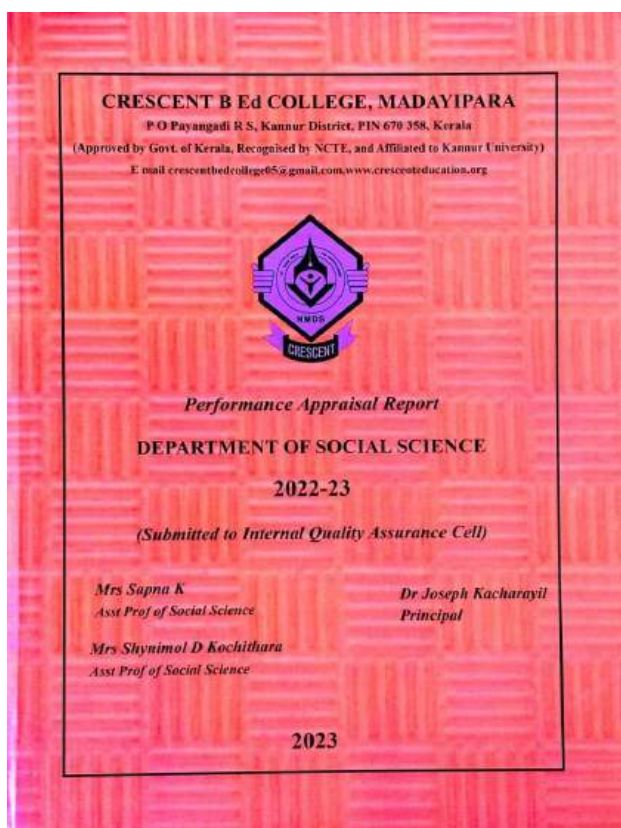 CRESCENT B Ed COLLEGE, MADAYIPARA
P O Payangadi R S, Kannur District, PIN 670 358, Kerala
(Approved by Govt. of Kerala, Recognised by NCTE, and Affiliated to Kannur University)
E mail crescentbedcollege05@gmail.com,www.crescenteducation.org
NMDS
CRESCENT
Performance Appraisal Report
DEPARTMENT OF SOCIAL SCIENCE
2022-23
(Submitted to Internal Quality Assurance Cell)
Mrs Sapna K
Asst Prof of Social Science
Dr Joseph Kacharayil
Principal
Mrs Shynimol D Kochithara
Asst Prof of Social Science
2023